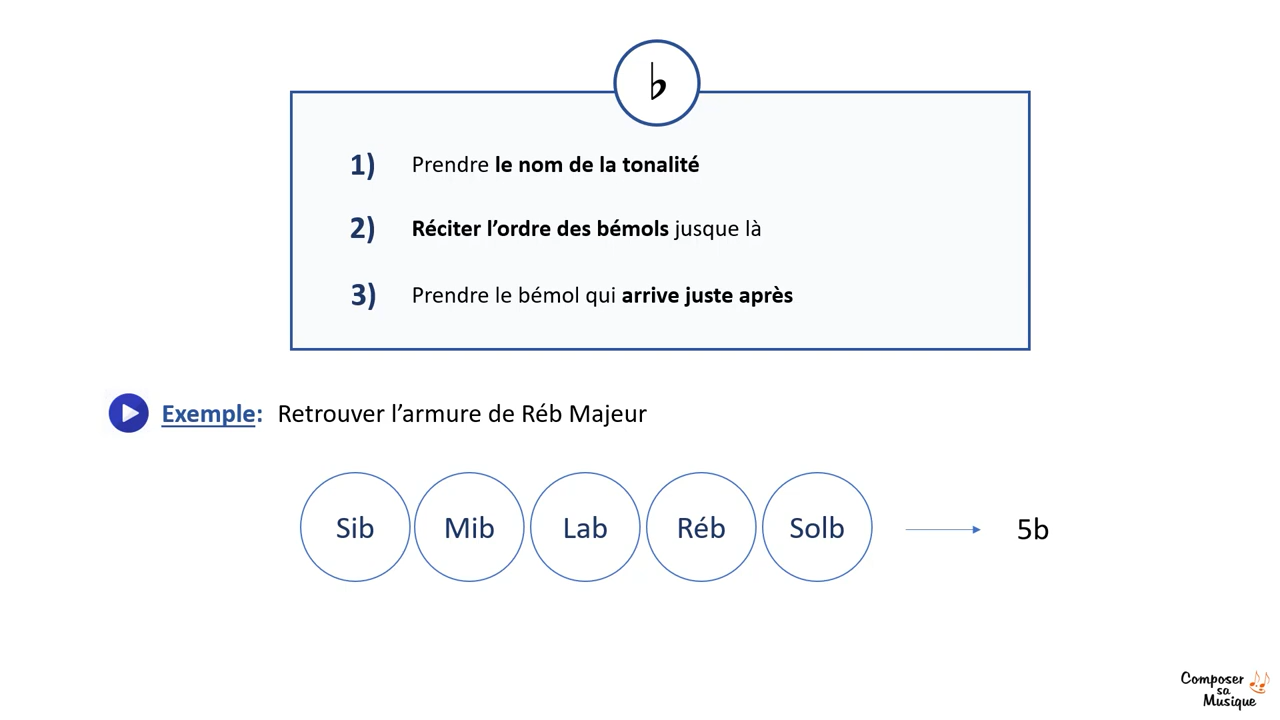 ♭
1) Prendre le nom de la tonalité
2) Réciter l’ordre des bémols jusque là
3) Prendre le bémol qui arrive juste après
Exemple: Retrouver l’armure de Réb Majeur
Sib Mib Lab Réb Solb 5b
Composer
sa
Musique